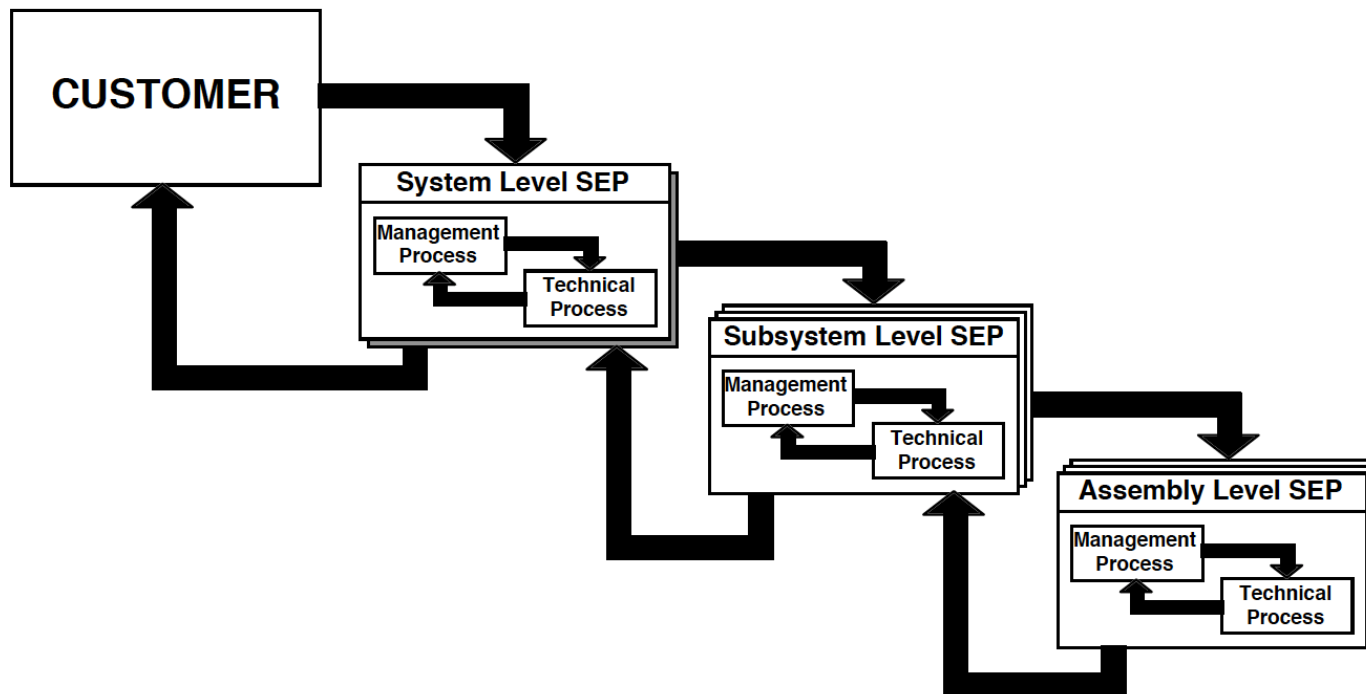 CUSTOMER
System Level SEP
Management
Process
Technical
Process
Subsystem Level SEP
Management
Process
Technical
Process
Assembly Level SEP
Management
Process
Technical
Process